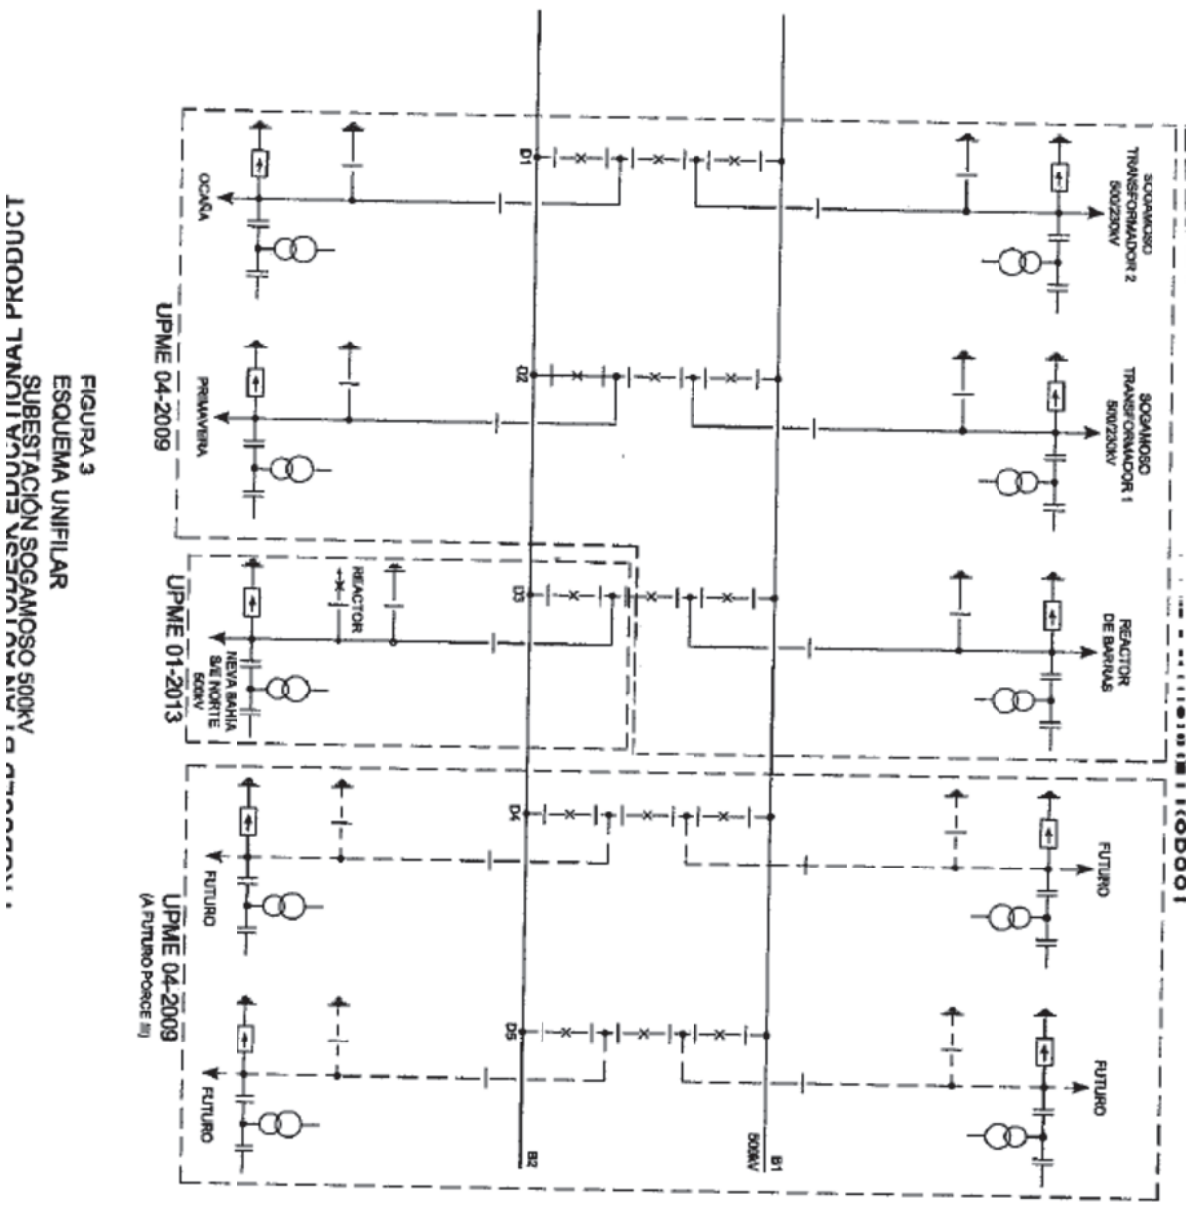 SOGAMOSO
TRANSFORMADOR 2
500/230kV
SOGAMOSO
TRANSFORMADOR 1
500/230kV
REACTOR
DE BARRAS
FUTURO
FUTURO
B1
500kV
D1
D2
D3
D4
D5
B2
REACTOR
OCAÑA
PRIMAVERA
NEVA BAHIA
S/E NORTE
500kV
FUTURO
FUTURO
UPME 04-2009
UPME 01-2013
UPME 04-2009
(A FUTURO PORCE III)
FIGURA 3
ESQUEMA UNIFILAR
SUBESTACIÓN SOGAMOSO 500kV